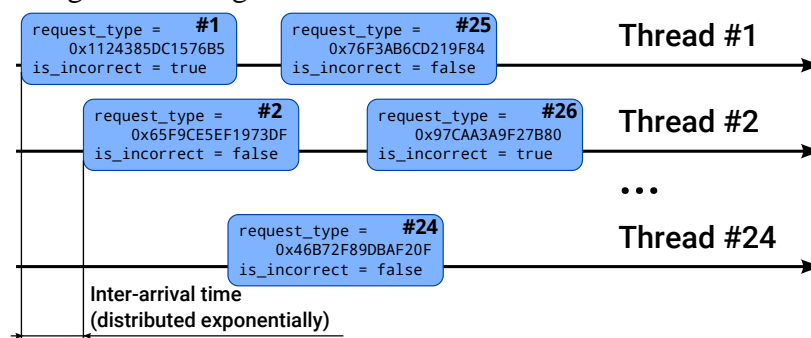 request_type = #1
0x1124385DC1576B5
is_incorrect = true
request_type = #25
0x76F3AB6CD219F84
is_incorrect = false
Thread #1
request_type = #2
0x65F9CE5EF1973DF
is_incorrect = false
request_type = #26
0x97CAA3A9F27B80
is_incorrect = true
Thread #2
...
request_type = #24
0x46B72F89DBAF20F
is_incorrect = false
Thread #24
Inter-arrival time
(distributed exponentially)